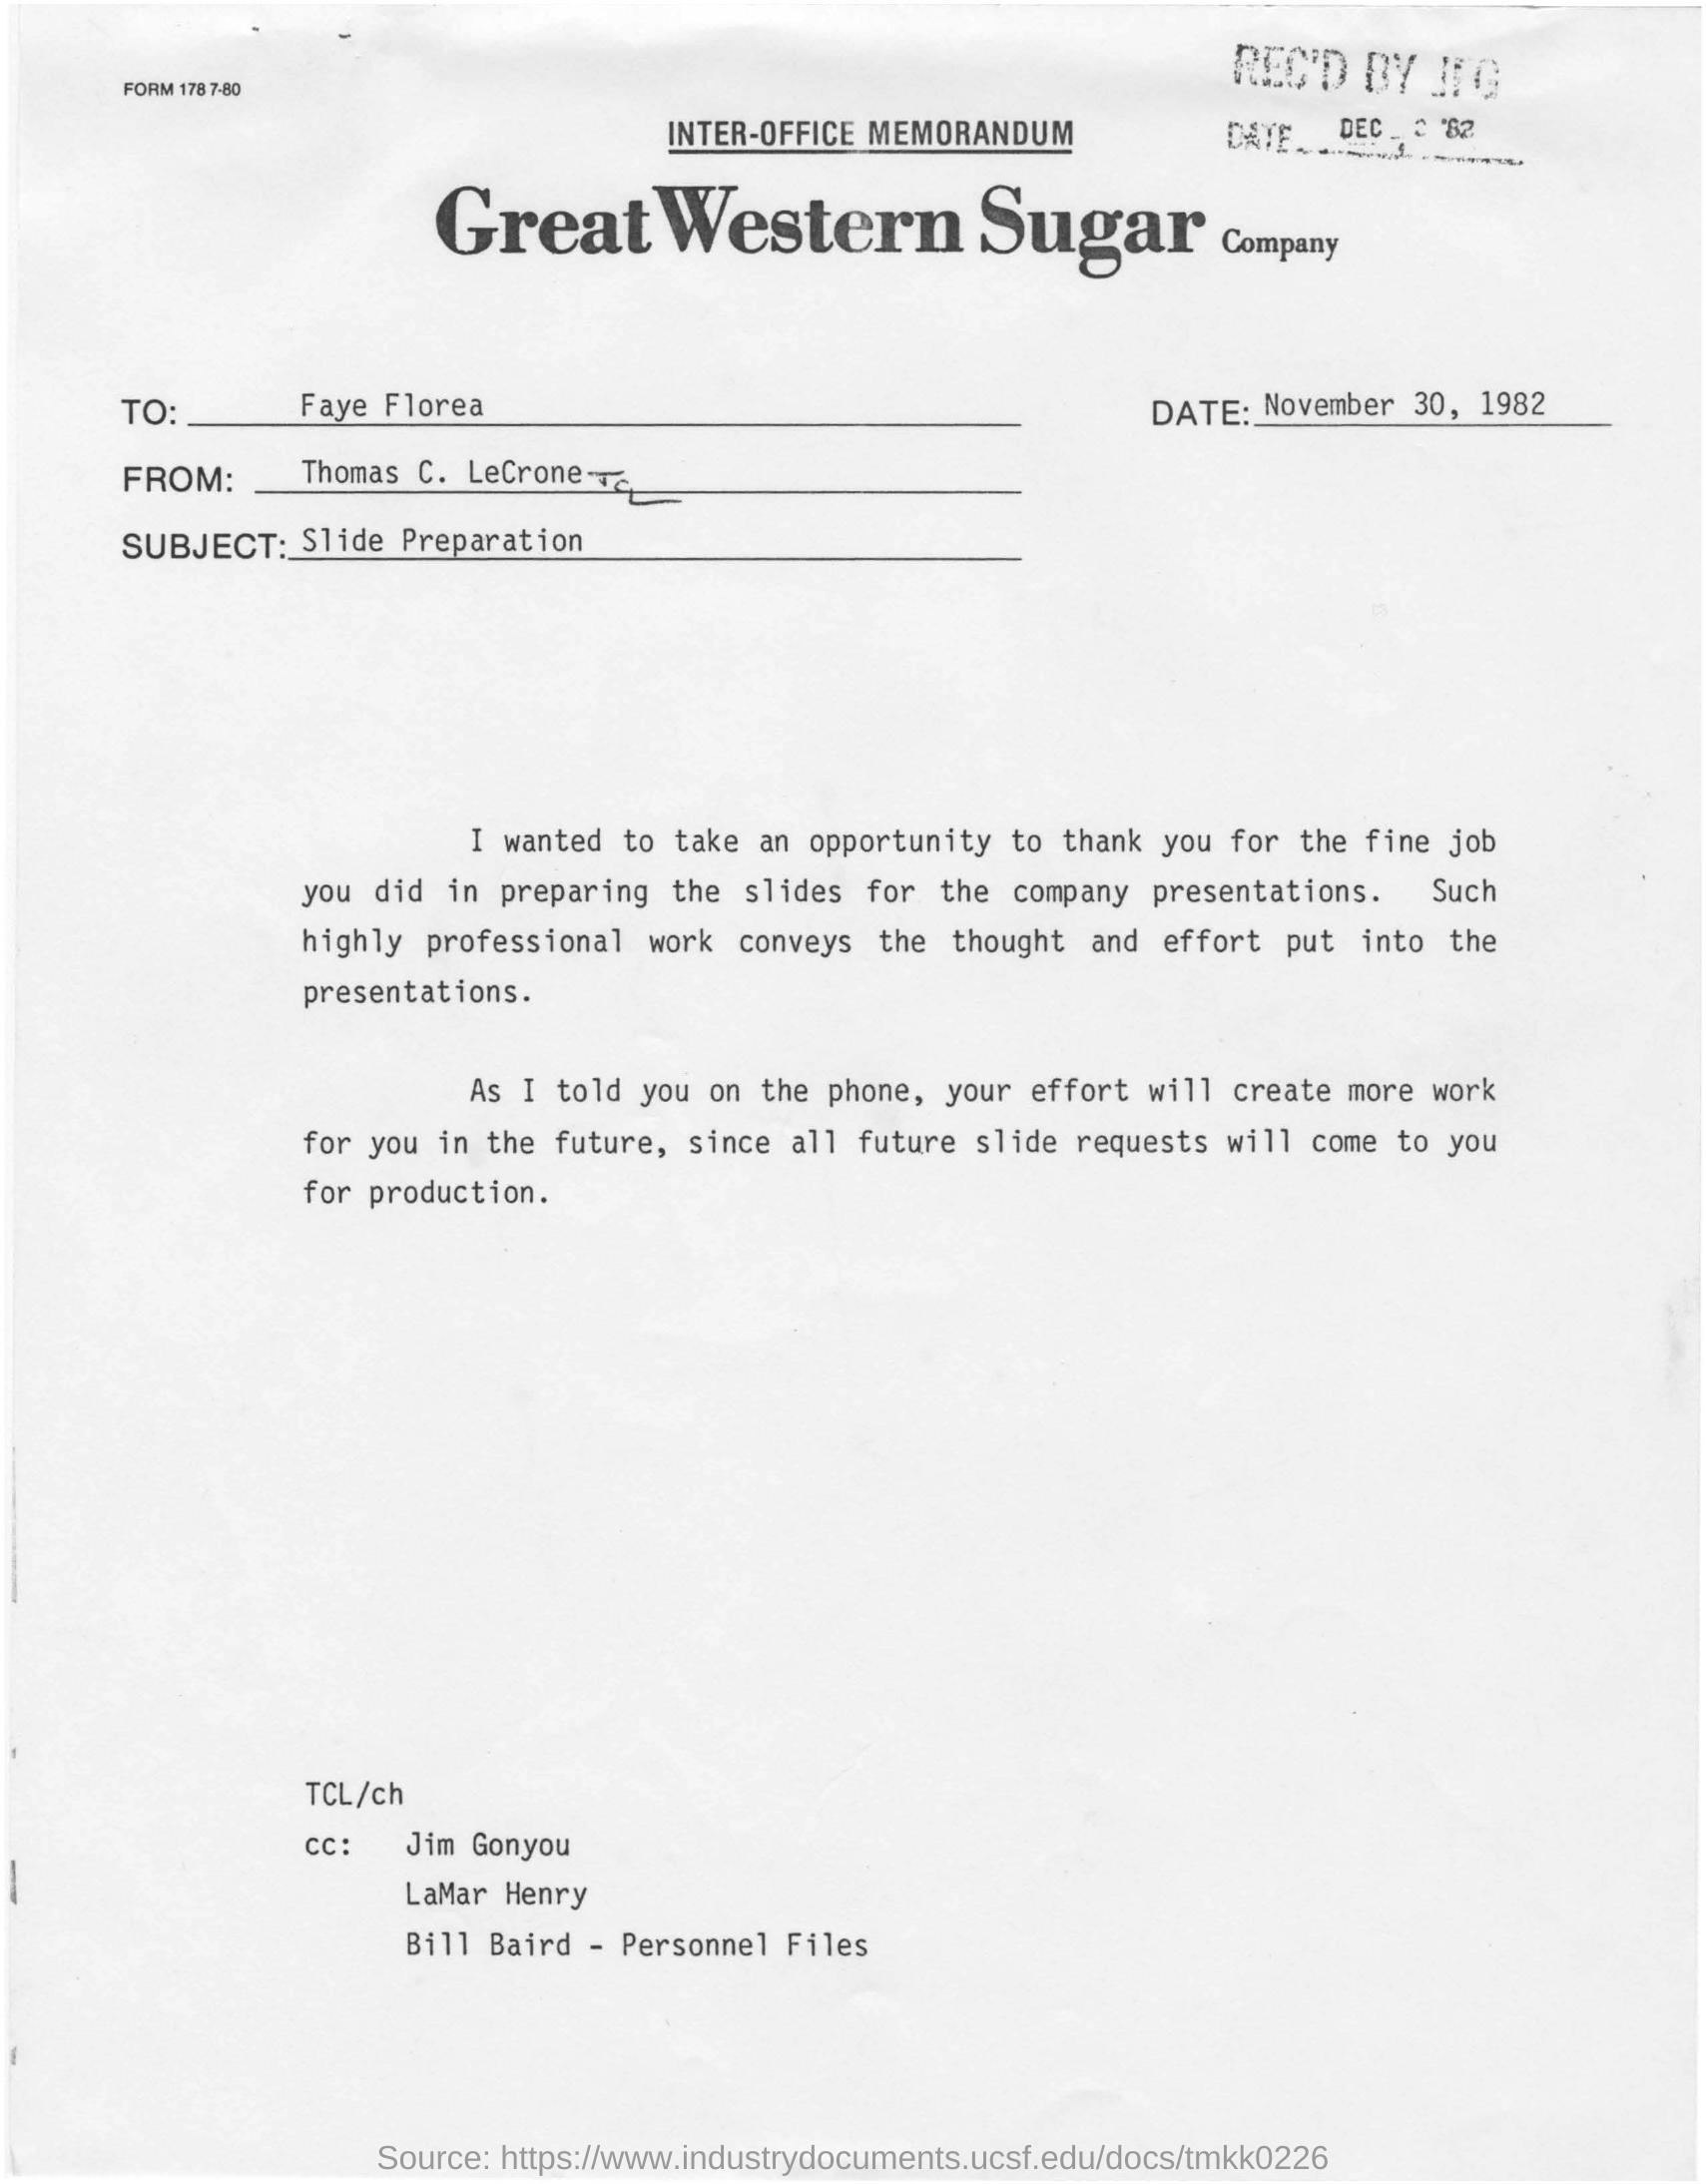 REC'D BY JFG
FORM 178 7-80
INTER-OFFICE MEMORANDUM
DATE DEC '82
Great Western Sugar Company
TO: Faye Florea
DATE: November 30, 1982
FROM: Thomas C. LeCrone TCL
SUBJECT: Slide Preparation
I wanted to take an opportunity to thank you for the fine job
you did in preparing the slides for the company presentations. Such
highly professional work conveys the thought and effort put into the
presentations.
As I told you on the phone, your effort will create more work
for you in the future, since all future slide requests will come to you
for production.
TCL/ch
cc: Jim Gonyou
LaMar Henry
Bill Baird - Personnel Files
Source: https://www.industrydocuments.ucsf.edu/docs/tmkk0226